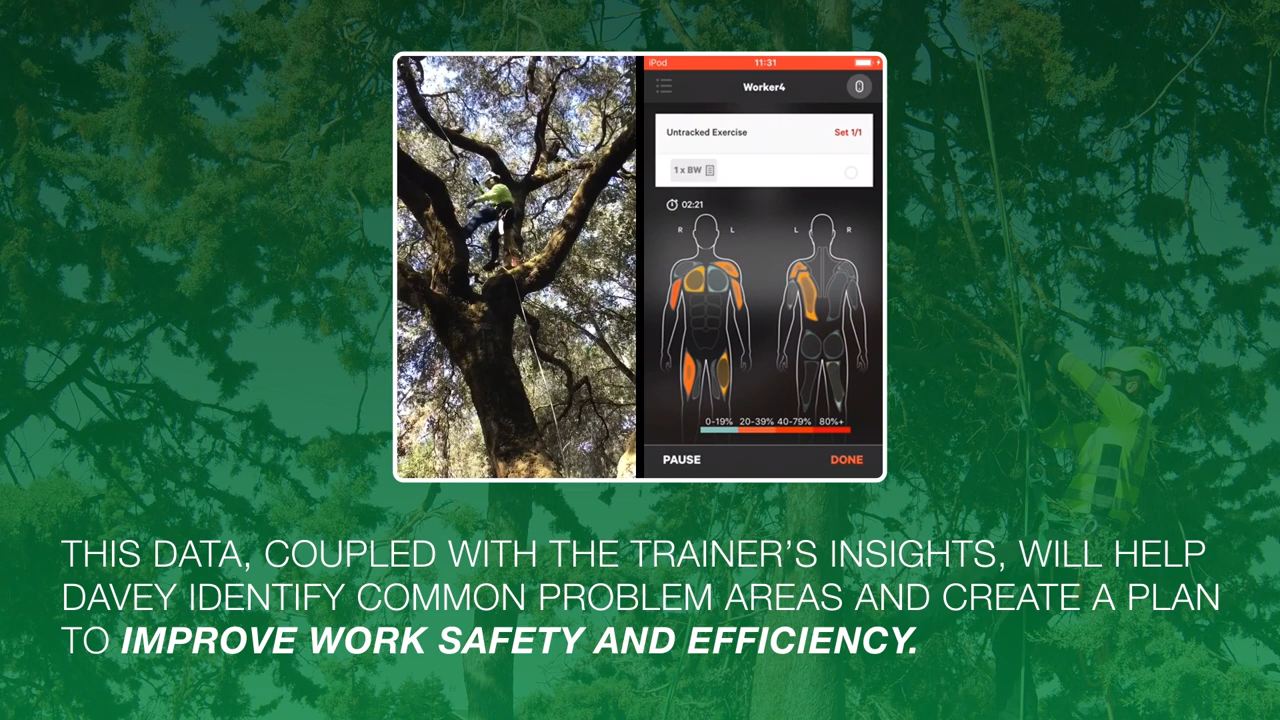 iPod 11:31
Worker4
Untracked Exercise Set 1/1
1 x BW
02:21
R L L R
0-19% 20-39% 40-79% 80%+
PAUSE DONE
THIS DATA, COUPLED WITH THE TRAINER’S INSIGHTS, WILL HELP
DAVEY IDENTIFY COMMON PROBLEM AREAS AND CREATE A PLAN
TO IMPROVE WORK SAFETY AND EFFICIENCY.